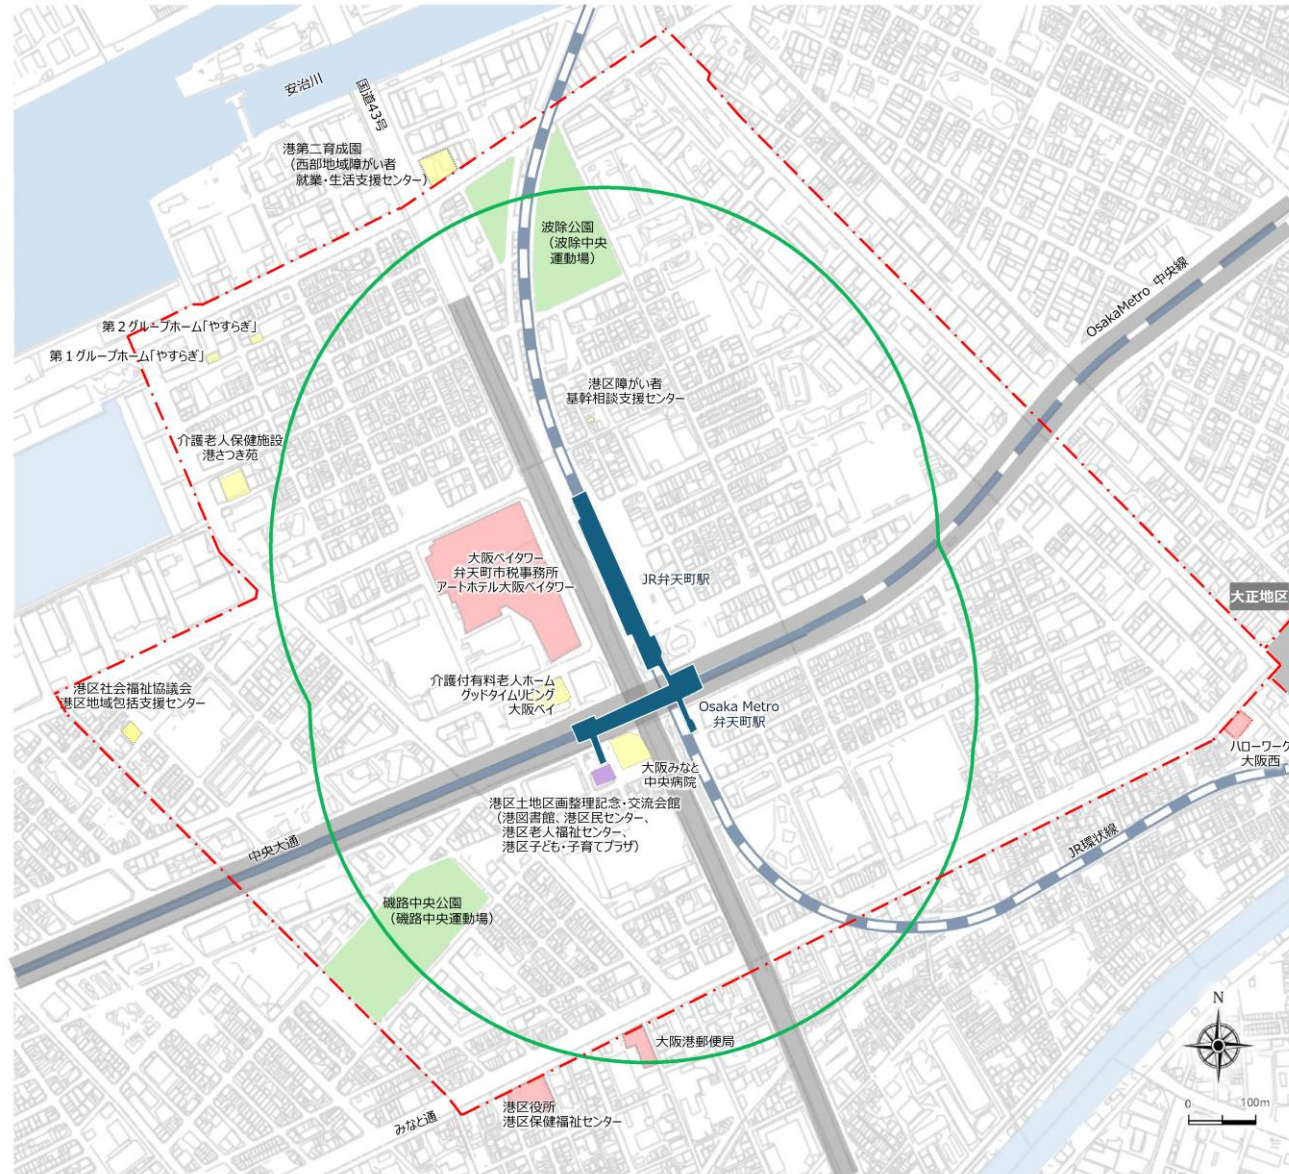 安治川
国道43号
港第二育成園
（西部地域障がい者
就業・生活支援センター）
波除公園
（波除中央
運動場）
OsakaMetro 中央線
第２グループホーム「やすらぎ」
第１グループホーム「やすらぎ」
港区障がい者
基幹相談支援センター
介護老人保健施設
港さつき苑
大阪ベイタワー
弁天町市税事務所
アートホテル大阪ベイタワー
JR弁天町駅
大正地区
介護付有料老人ホーム
グッドタイムリビング
大阪ベイ
港区社会福祉協議会
港区地域包括支援センター
Osaka Metro
弁天町駅
ハローワーク
大阪西
大阪みなと
中央病院
港区土地区画整理記念・交流会館
（港図書館、港区民センター、
港区老人福祉センター、
港区子ども・子育てプラザ）
中央大通
JR環状線
磯路中央公園
（磯路中央運動場）
N
大阪港郵便局
0 100m
港区役所
港区保健福祉センター
みなと通